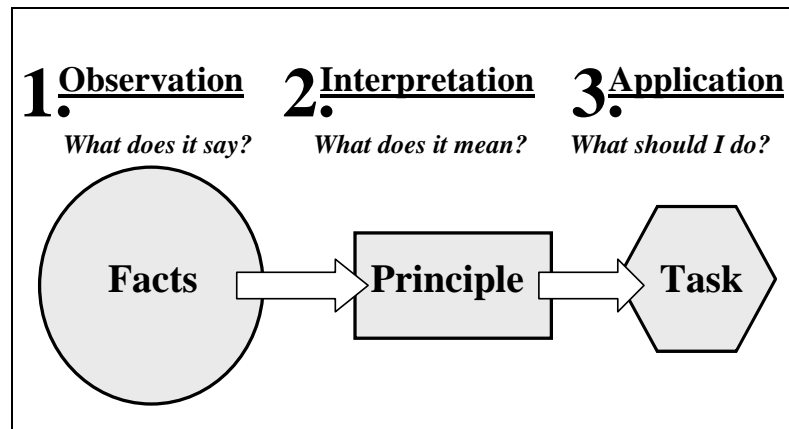 1. Observation
What does it say?
2. Interpretation
What does it mean?
3. Application
What should I do?
Facts
Principle
Task